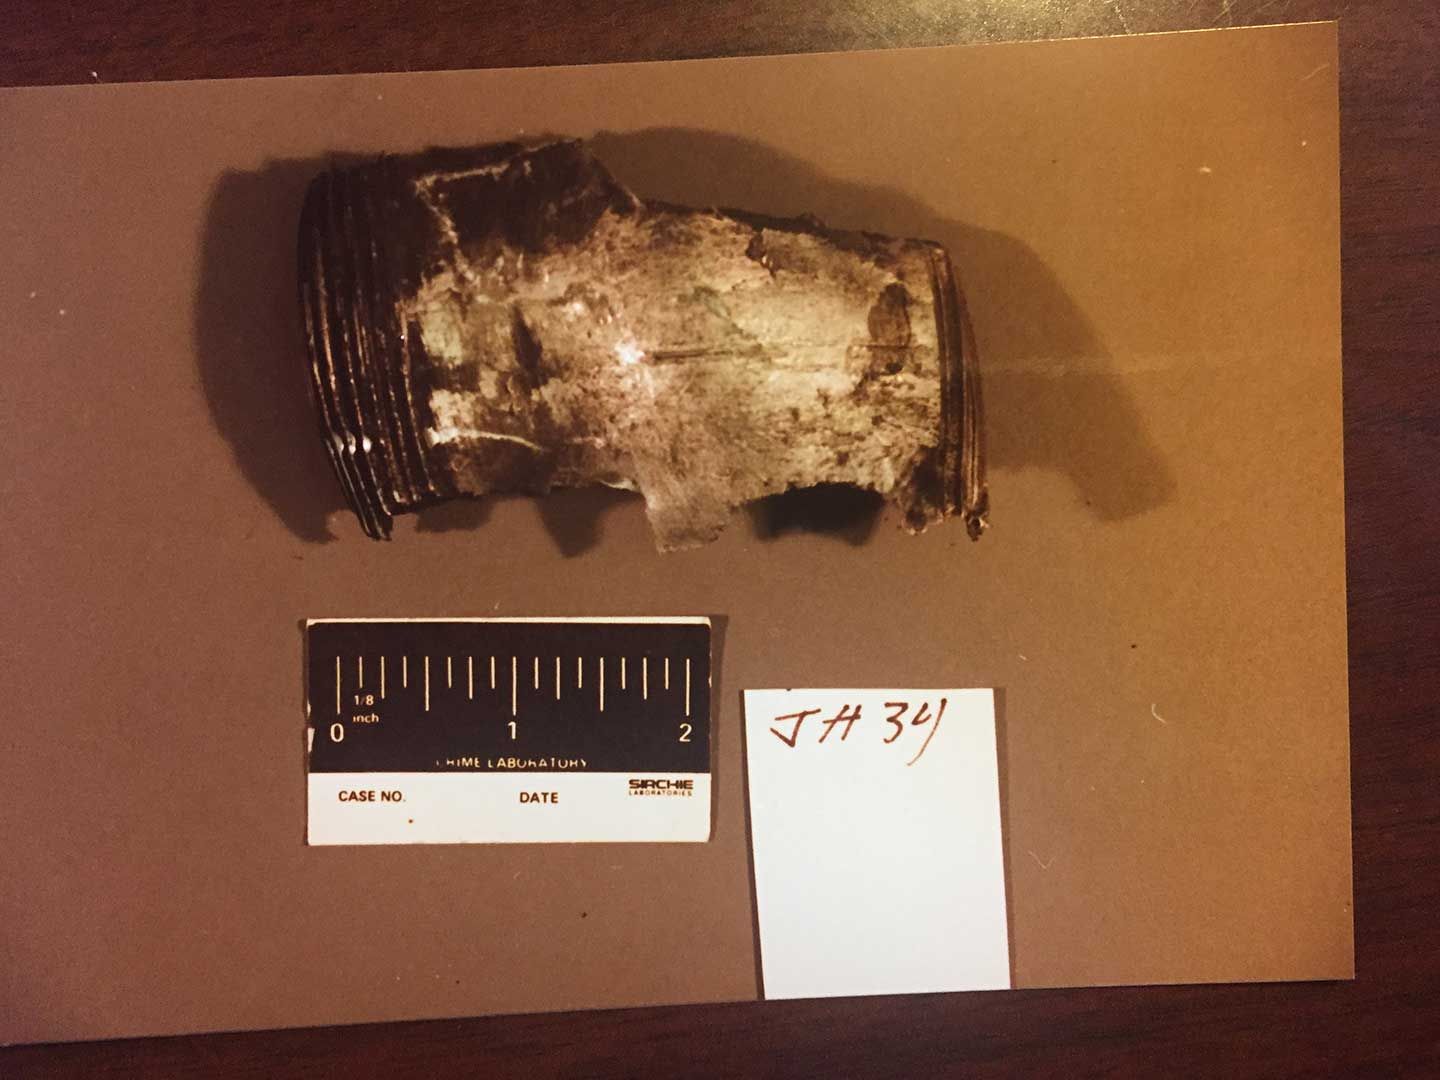 1/8
inch
0 1 2
CRIME LABORATORY
SIRCHIE
LABORATORIES
CASE NO. DATE
JH 34